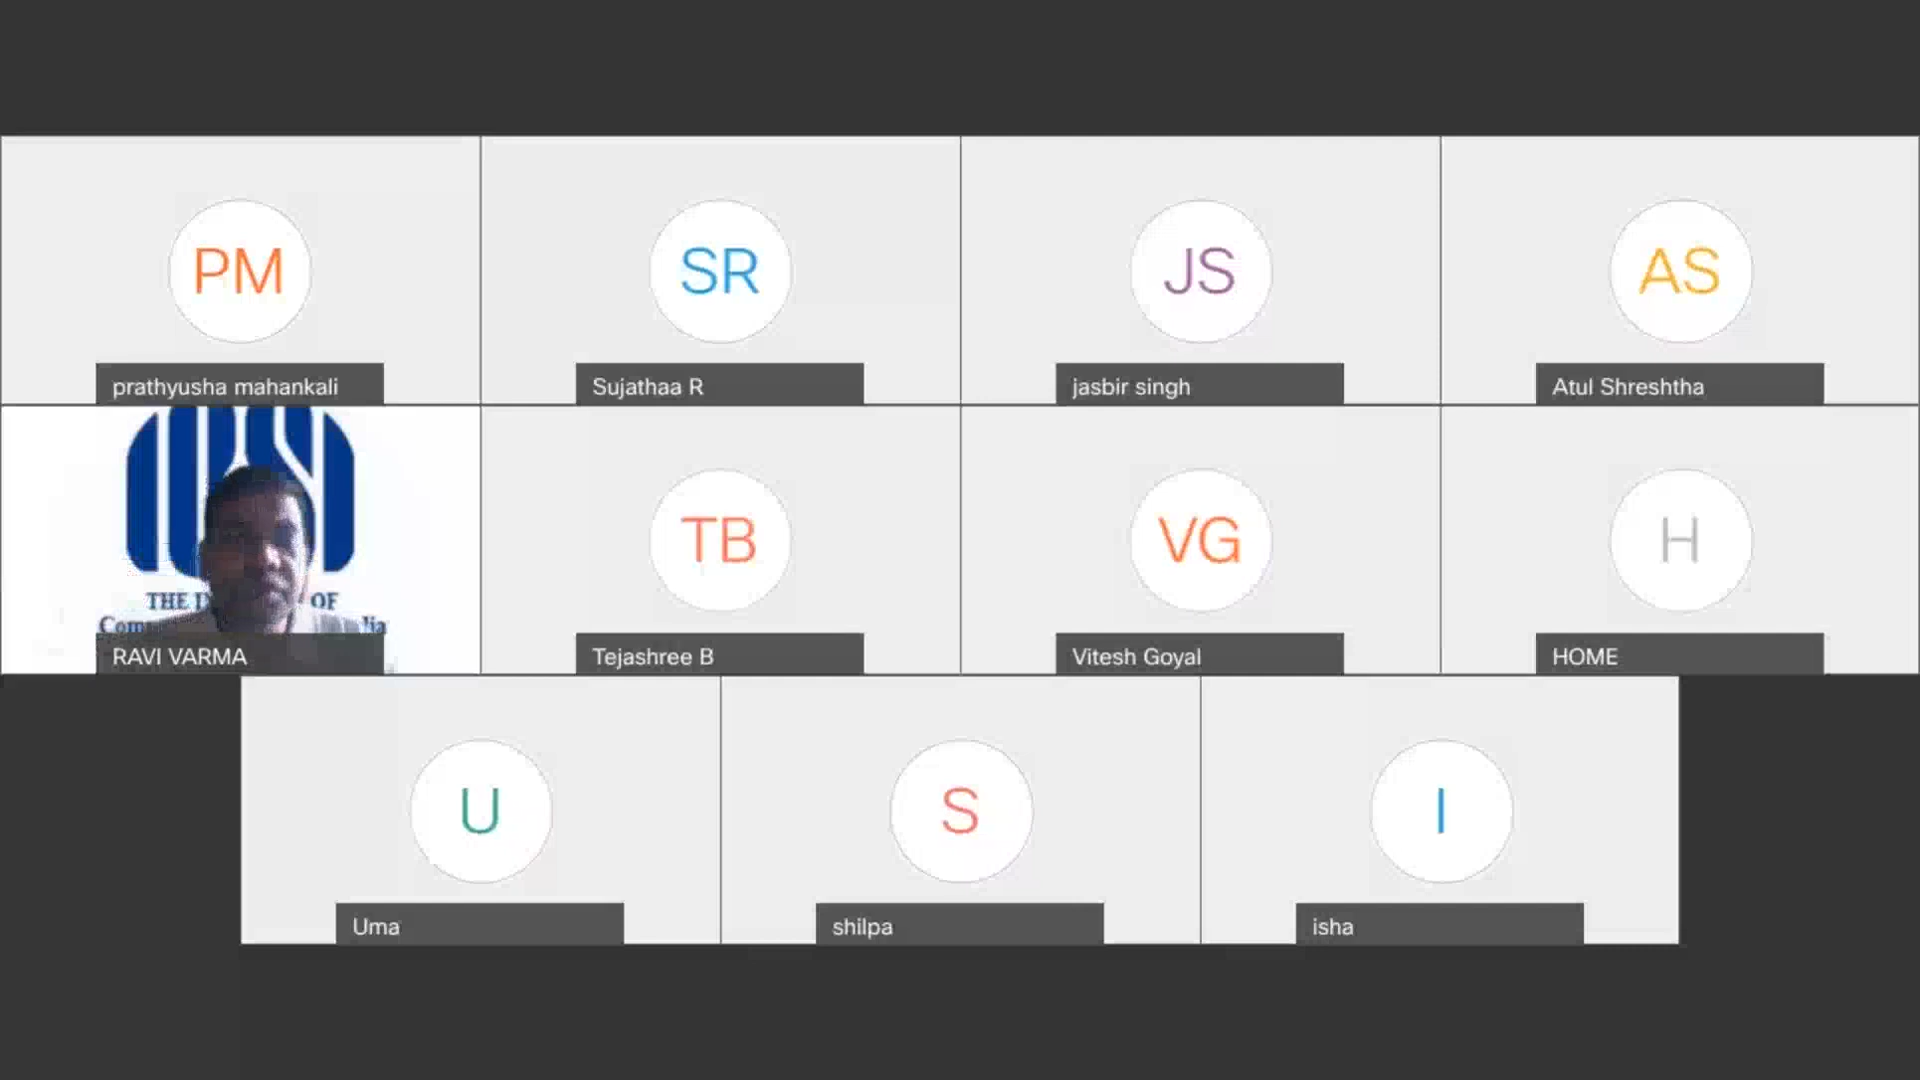 PM
SR
JS
AS
prathyusha mahankali
Sujathaa R
jasbir singh
Atul Shreshtha
THE OF
TB
VG
H
RAVI VARMA
Tejashree B
Vitesh Goyal
HOME
U
S
I
Uma
shilpa
isha